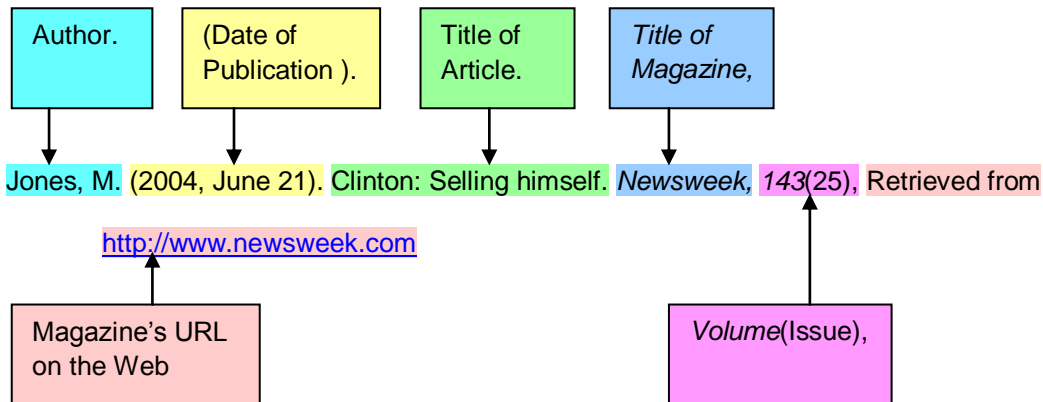 Author.
(Date of
Publication ).
Title of
Article.
Title of
Magazine,
Jones, M. (2004, June 21). Clinton: Selling himself. Newsweek, 143(25), Retrieved from
http://www.newsweek.com
Magazine's URL
on the Web
Volume(Issue),